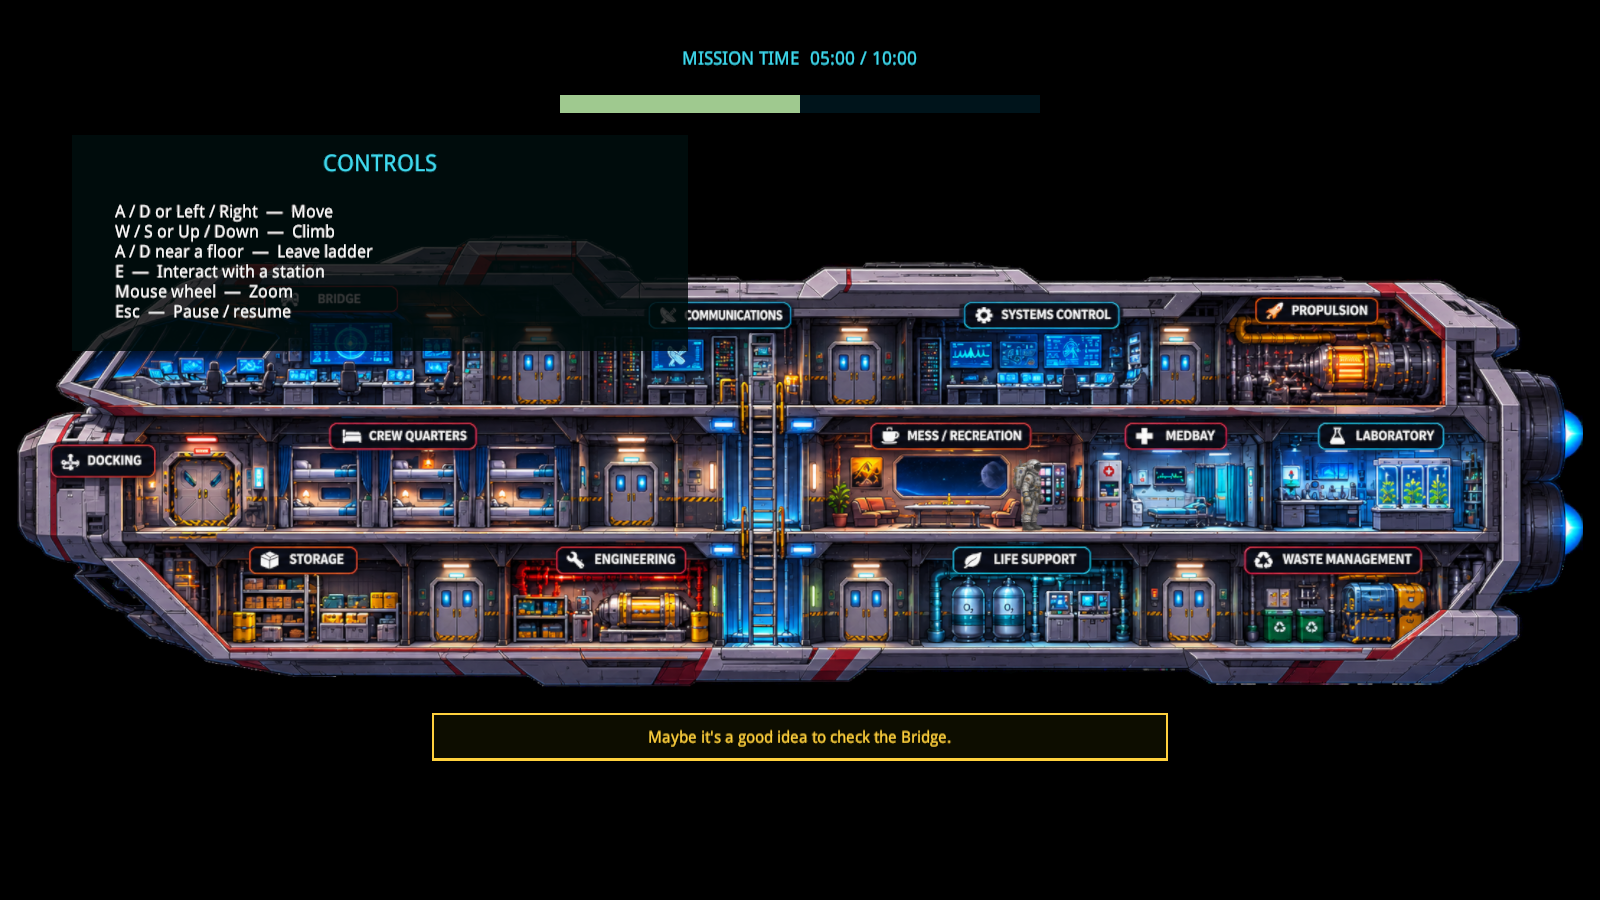 MISSION TIME 05:00 / 10:00
CONTROLS
A / D or Left / Right — Move
W / S or Up / Down — Climb
A / D near a floor — Leave ladder
E — Interact with a station
Mouse wheel — Zoom
Esc — Pause / resume
BRIDGE
COMMUNICATIONS
SYSTEMS CONTROL
PROPULSION
DOCKING
CREW QUARTERS
MESS / RECREATION
MEDBAY
LABORATORY
STORAGE
ENGINEERING
LIFE SUPPORT
WASTE MANAGEMENT
O₂
O₂
Maybe it's a good idea to check the Bridge.